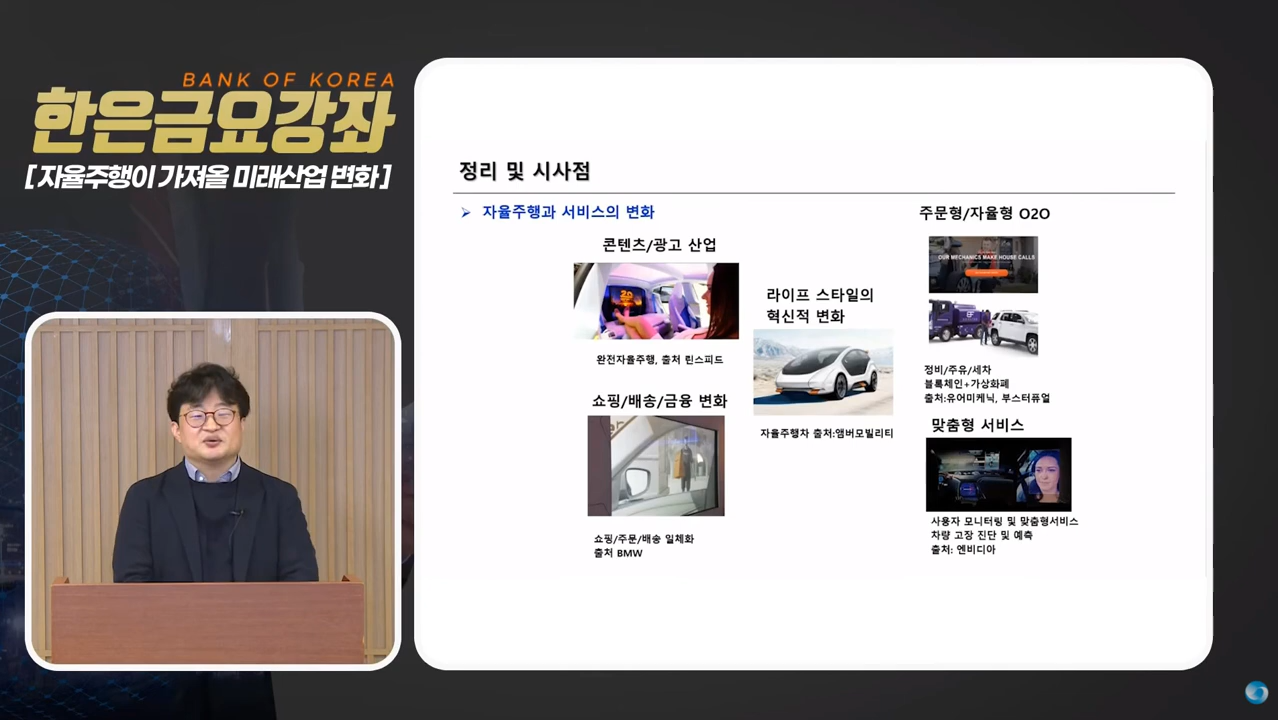 BANK OF KOREA
한은금요강좌
[자율주행이 가져올 미래산업 변화]
정리 및 시사점
➢ 자율주행과 서비스의 변화
콘텐츠/광고 산업
완전자율주행, 출처 린스피드
쇼핑/배송/금융 변화
쇼핑/주문/배송 일체화
출처 BMW
라이프 스타일의
혁신적 변화
자율주행차 출처:앰버모빌리티
주문형/자율형 O2O
OUR MECHANICS MAKE HOUSE CALLS
정비/주유/세차
블록체인+가상화폐
출처:유어미케닉, 부스터퓨얼
맞춤형 서비스
사용자 모니터링 및 맞춤형서비스
차량 고장 진단 및 예측
출처: 엔비디아